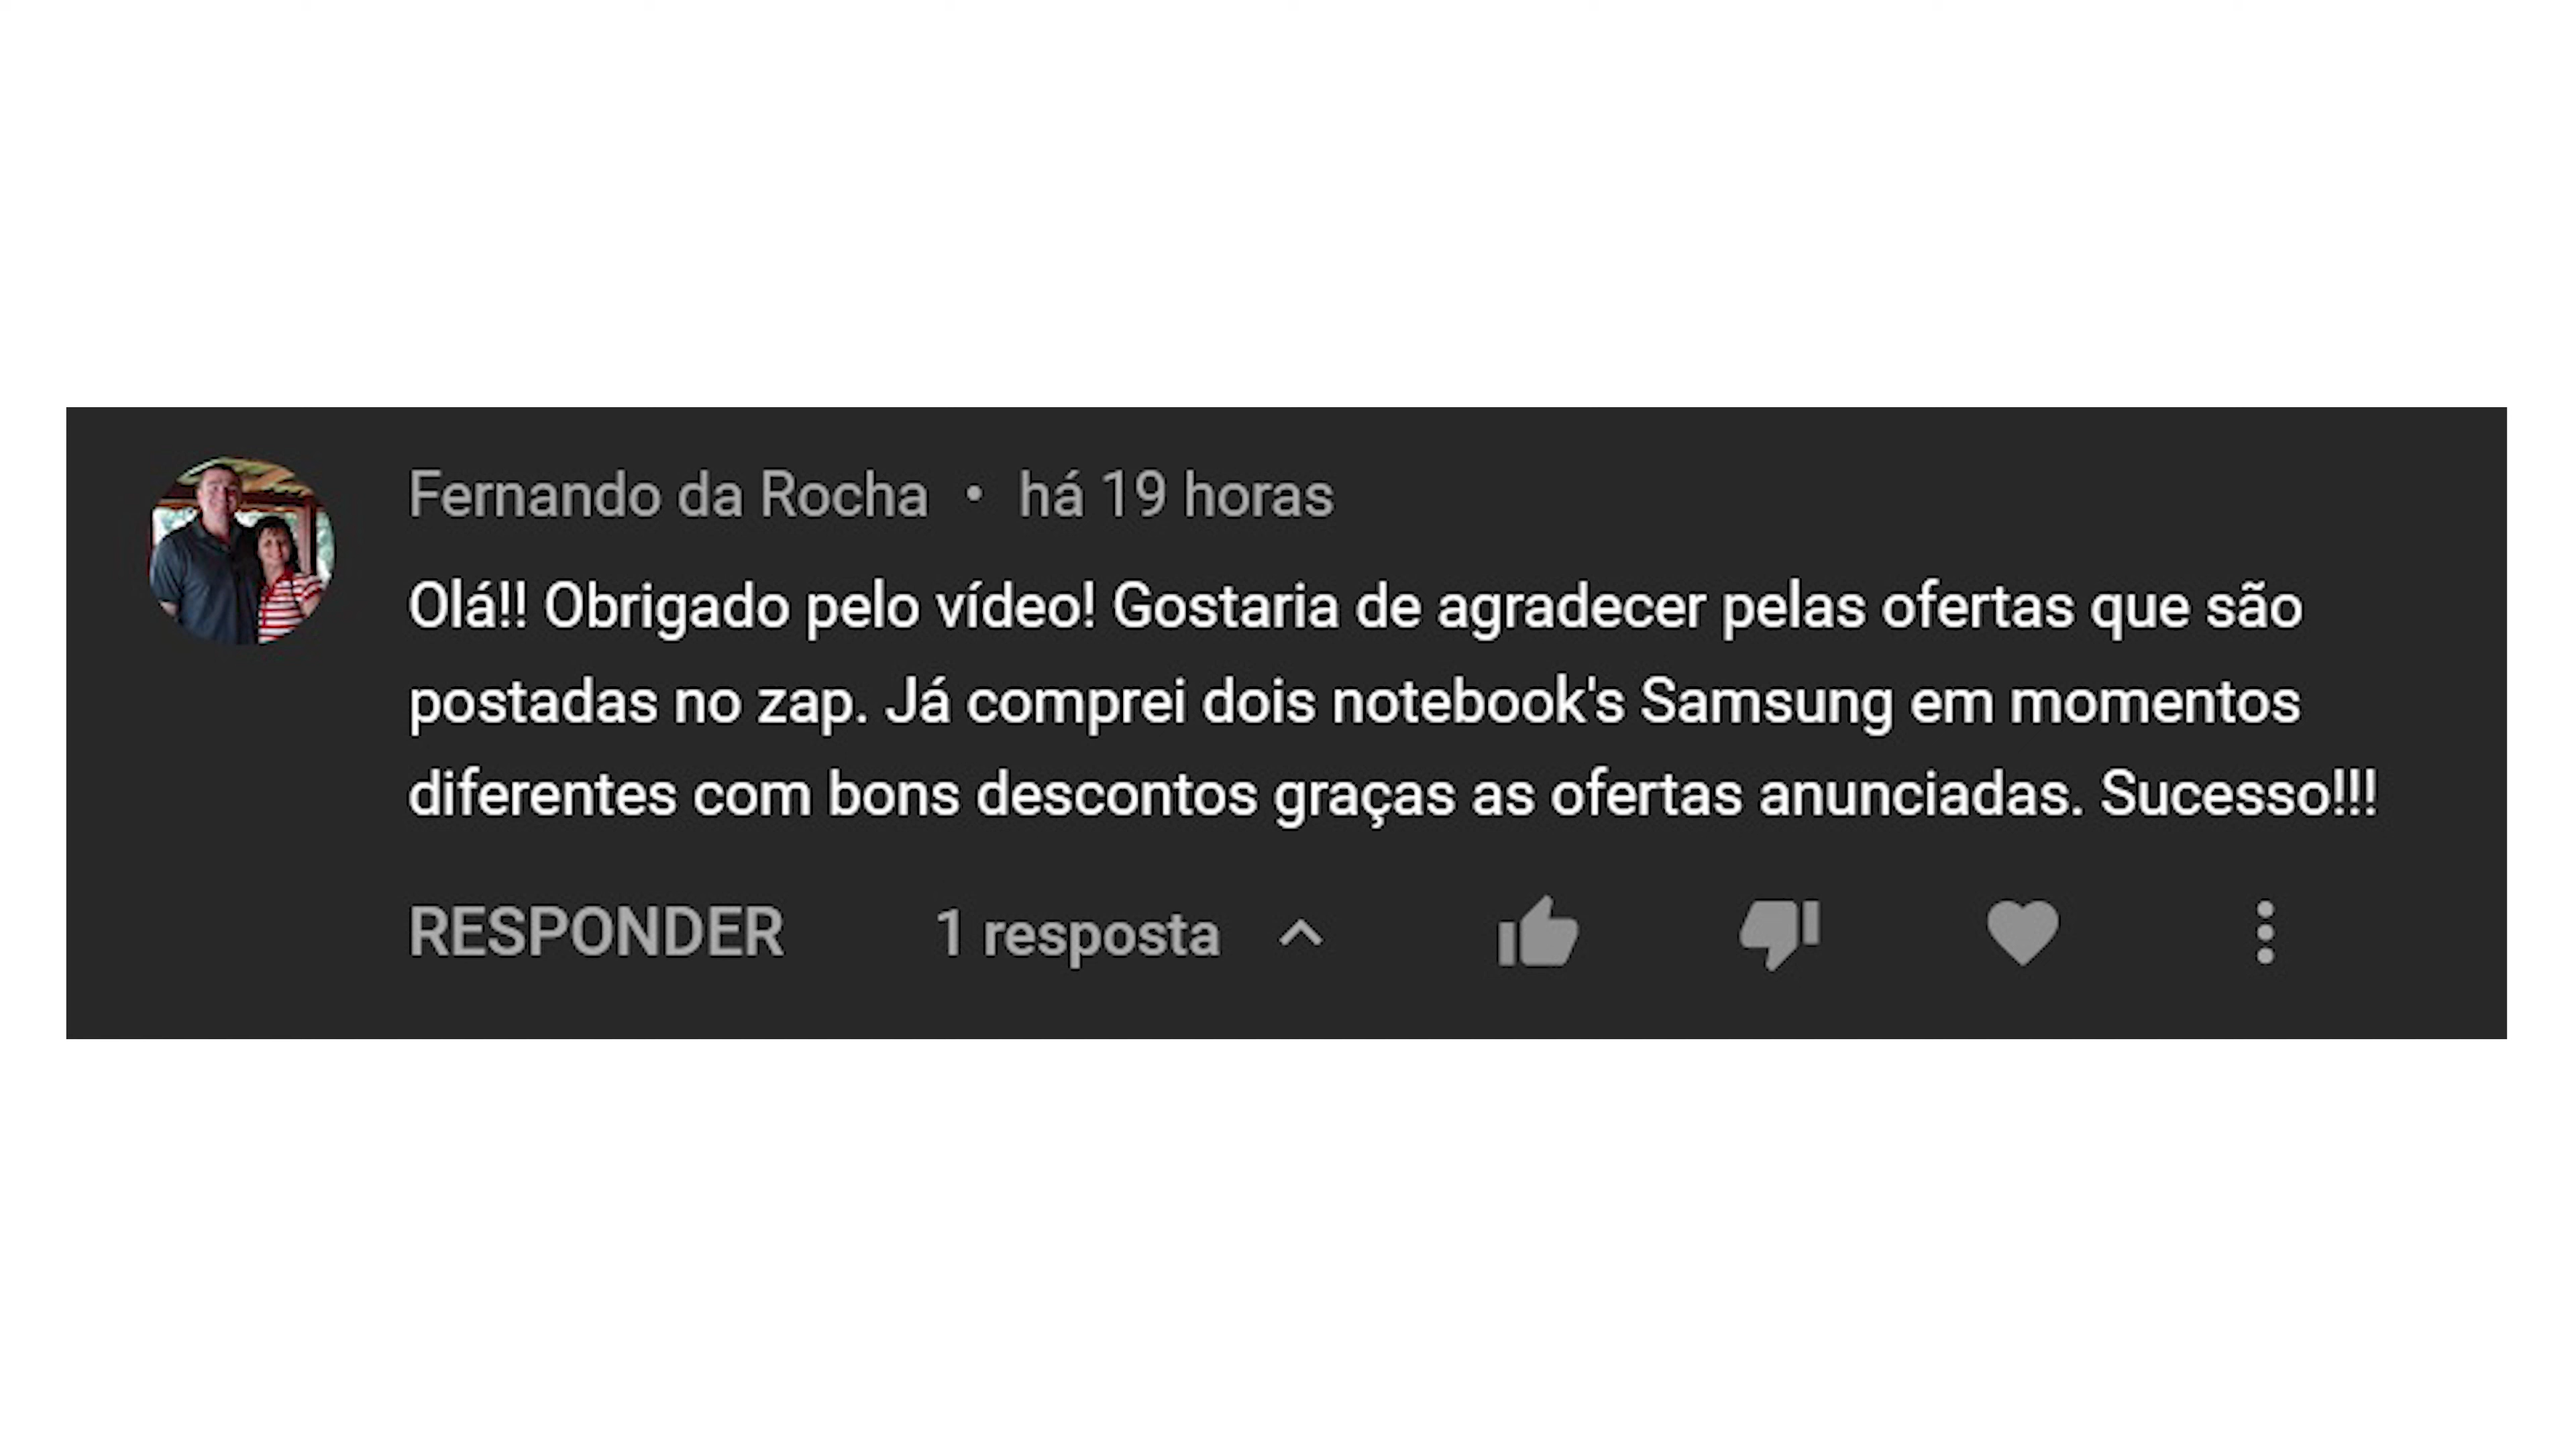 Fernando da Rocha • há 19 horas
Olá!! Obrigado pelo vídeo! Gostaria de agradecer pelas ofertas que são
postadas no zap. Já comprei dois notebook's Samsung em momentos
diferentes com bons descontos graças as ofertas anunciadas. Sucesso!!!
RESPONDER 1 resposta